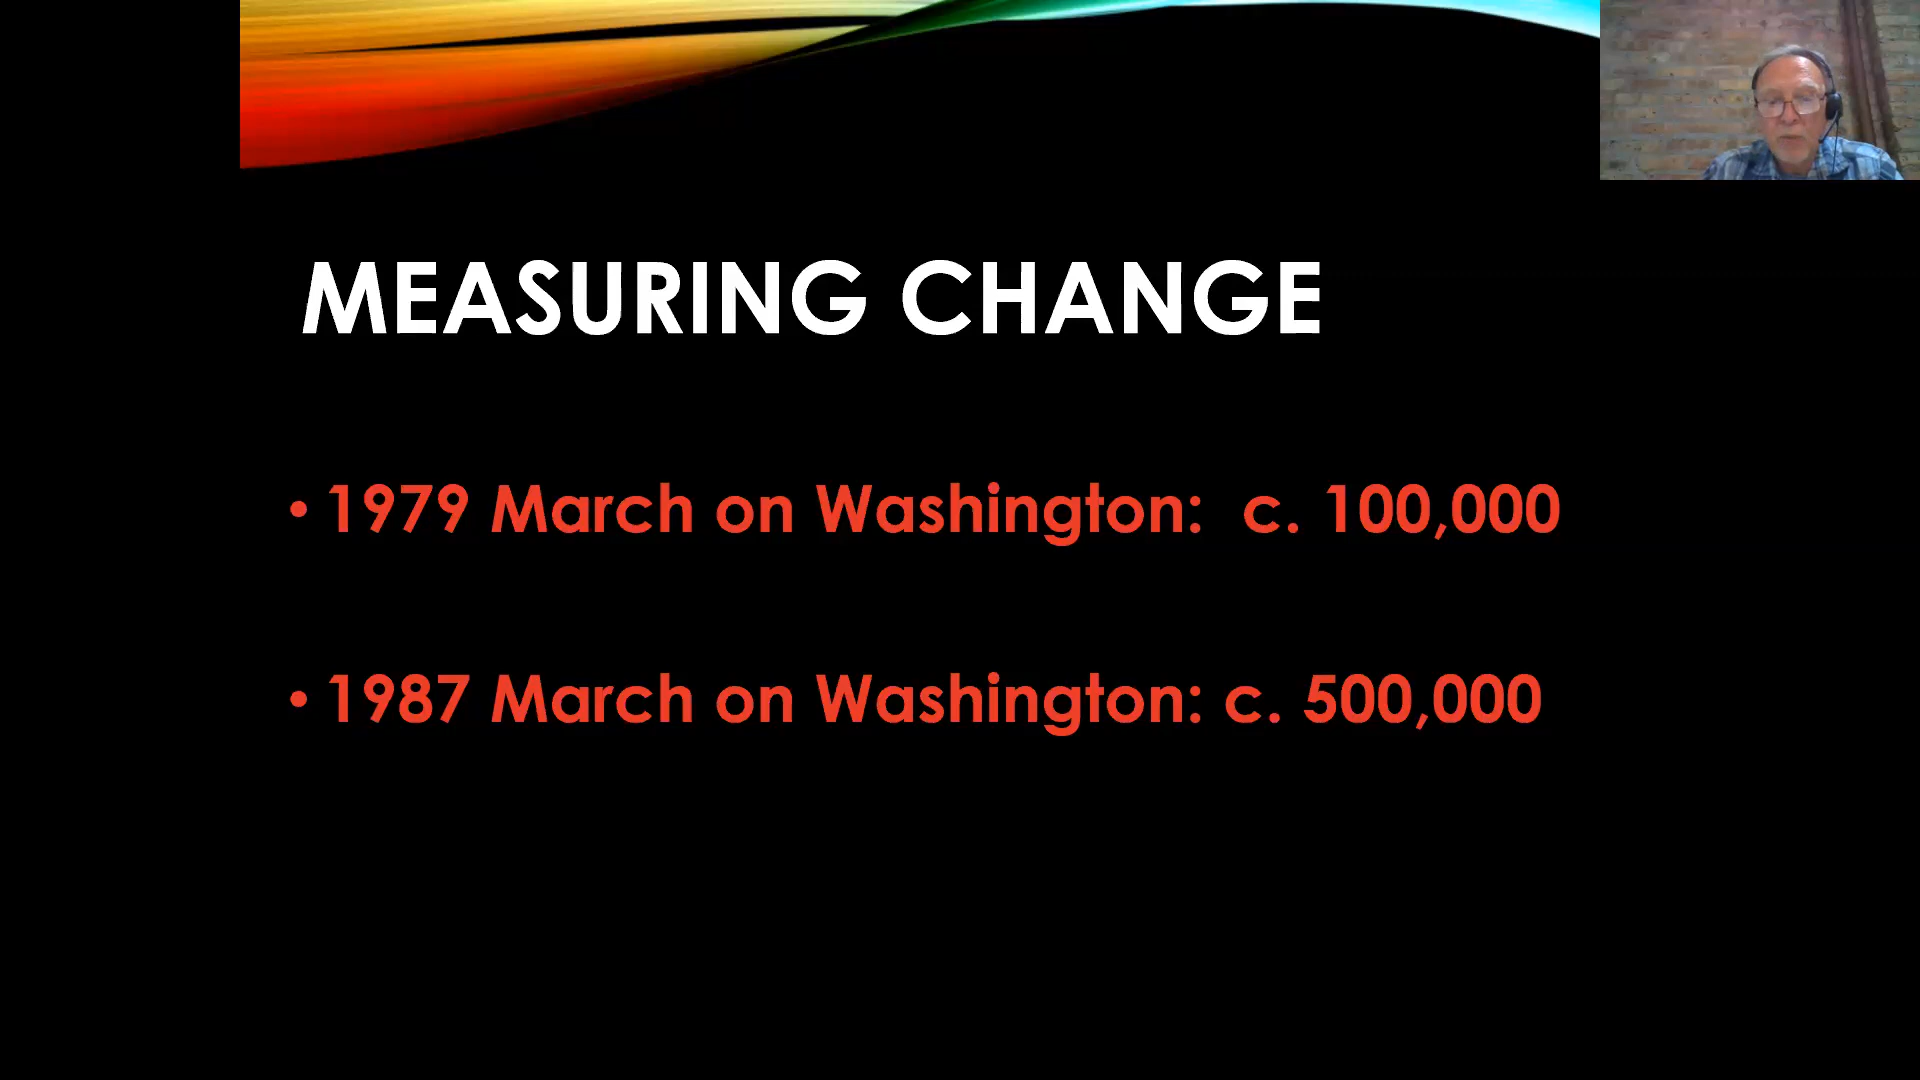 MEASURING CHANGE
• 1979 March on Washington:  c. 100,000
• 1987 March on Washington: c. 500,000